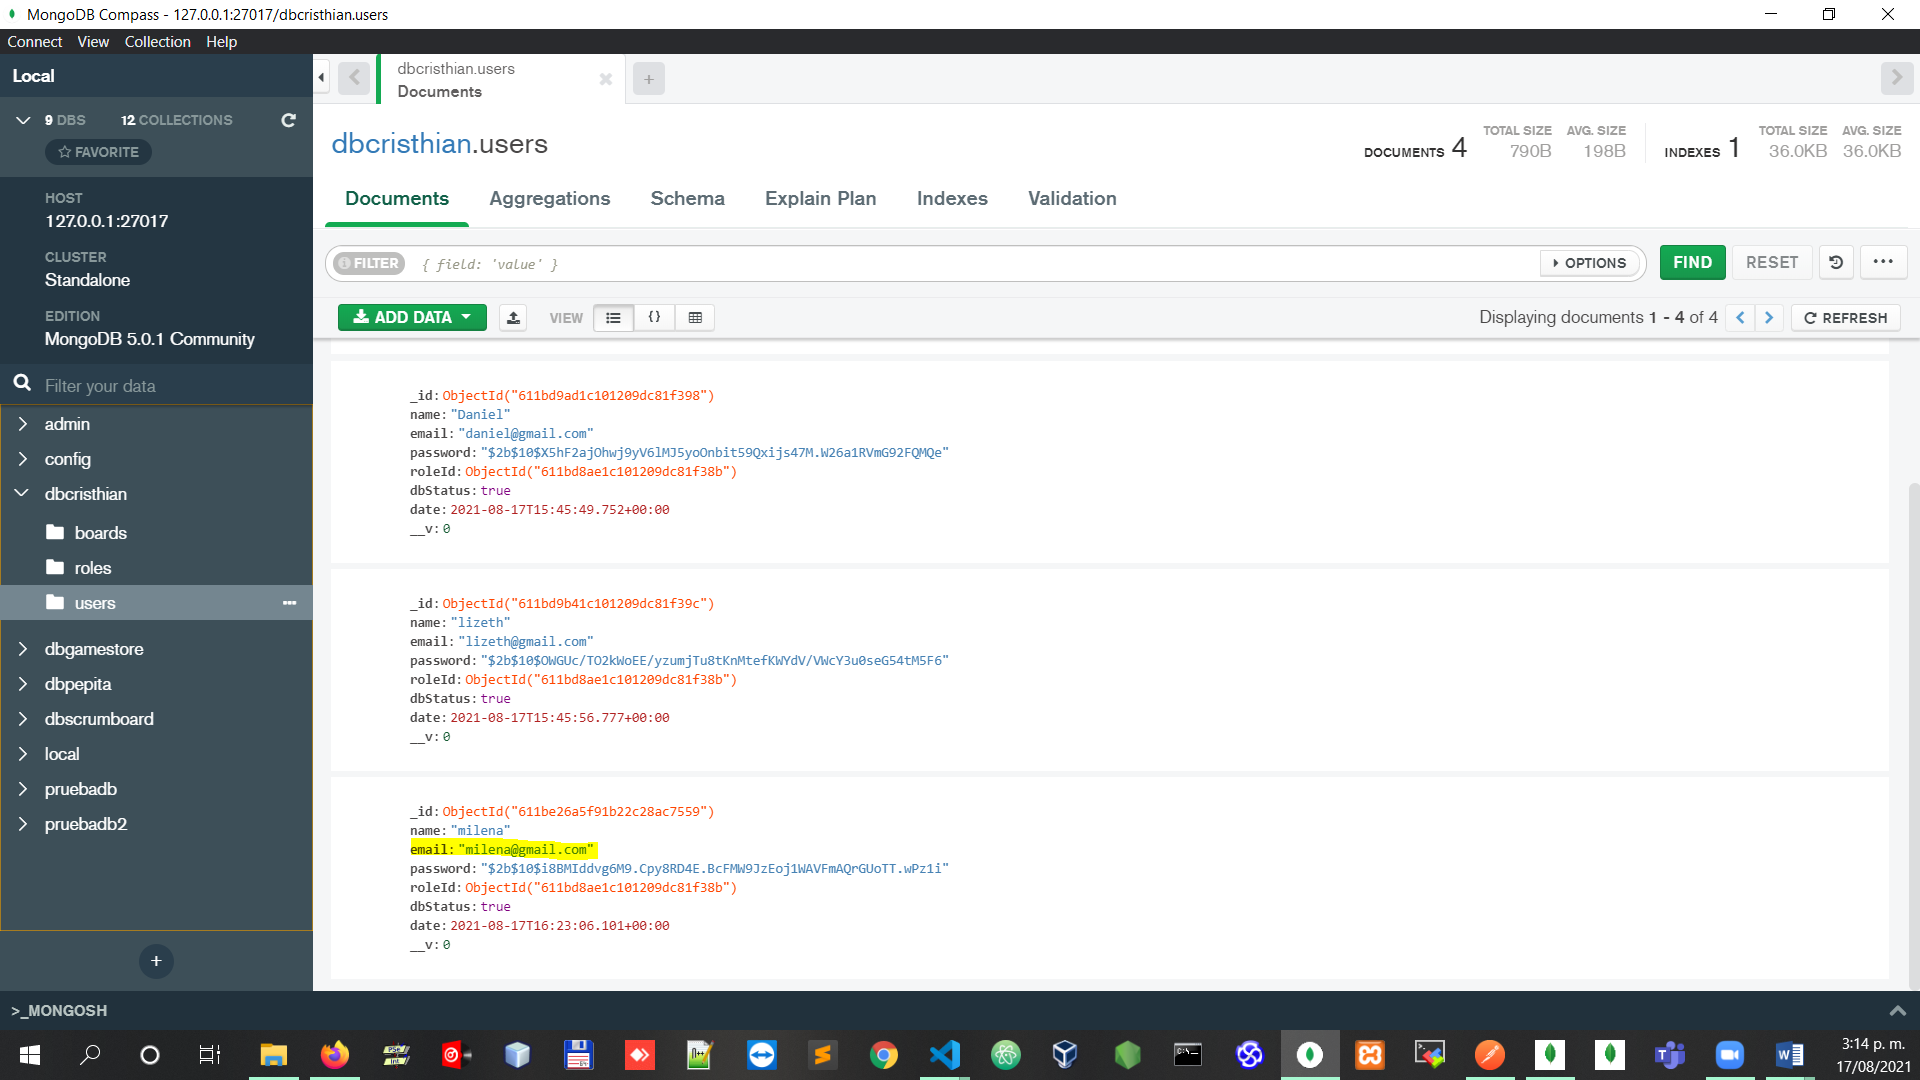 MongoDB Compass - 127.0.0.1:27017/dbcristhian.users
Connect View Collection Help
Local
9 DBS 12 COLLECTIONS
FAVORITE
HOST
127.0.0.1:27017
CLUSTER
Standalone
EDITION
MongoDB 5.0.1 Community
Filter your data
admin
config
dbcristhian
boards
roles
users
dbgamestore
dbpepita
dbscrumboard
local
pruebadb
pruebadb2
dbcristhian.users
Documents
dbcristhian.users
DOCUMENTS 4 TOTAL SIZE 790B AVG. SIZE 198B INDEXES 1 TOTAL SIZE 36.0KB AVG. SIZE 36.0KB
Documents Aggregations Schema Explain Plan Indexes Validation
FILTER { field: 'value' } OPTIONS FIND RESET
ADD DATA VIEW Displaying documents 1 - 4 of 4 REFRESH
_id: ObjectId("611bd9ad1c101209dc81f398")
name: "Daniel"
email: "daniel@gmail.com"
password: "$2b$10$X5hF2ajOhwj9yV6lMJ5yoOnbit59Qxijs47M.W26a1RVmG92FQMQe"
roleId: ObjectId("611bd8ae1c101209dc81f38b")
dbStatus: true
date: 2021-08-17T15:45:49.752+00:00
__v: 0
_id: ObjectId("611bd9b41c101209dc81f39c")
name: "lizeth"
email: "lizeth@gmail.com"
password: "$2b$10$OWGUc/TO2kWoEE/yzumjTu8tKnMtefKWYdV/VWcY3u0seG54tM5F6"
roleId: ObjectId("611bd8ae1c101209dc81f38b")
dbStatus: true
date: 2021-08-17T15:45:56.777+00:00
__v: 0
_id: ObjectId("611be26a5f91b22c28ac7559")
name: "milena"
email: "milena@gmail.com"
password: "$2b$10$i8BMIddvg6M9.Cpy8RD4E.BcFMW9JzEoj1WAVFmAQrGUoTT.wPz1i"
roleId: ObjectId("611bd8ae1c101209dc81f38b")
dbStatus: true
date: 2021-08-17T16:23:06.101+00:00
__v: 0
>_MONGOSH
3:14 p. m.
17/08/2021